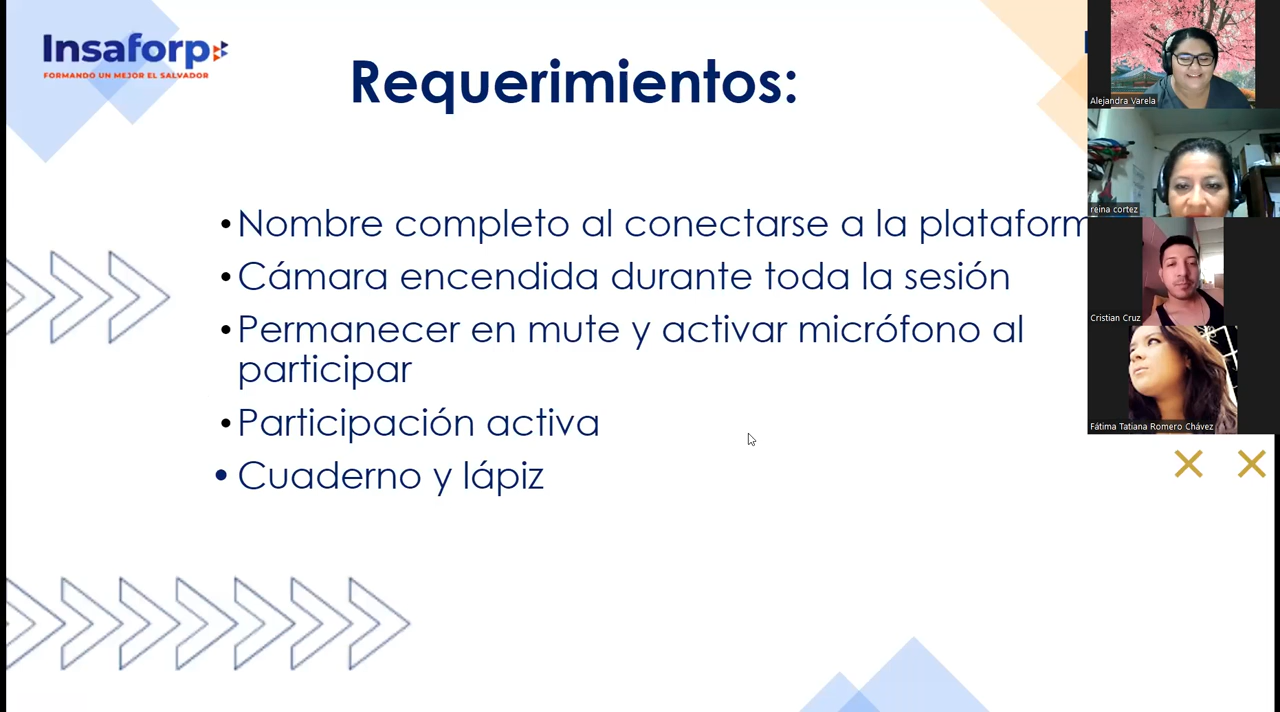 Insaforp
FORMANDO UN MEJOR EL SALVADOR
Requerimientos:
•Nombre completo al conectarse a la plataform
•Cámara encendida durante toda la sesión
•Permanecer en mute y activar micrófono al
participar
•Participación activa
•Cuaderno y lápiz
Alejandra Varela
reina cortez
Cristian Cruz
Fátima Tatiana Romero Chávez